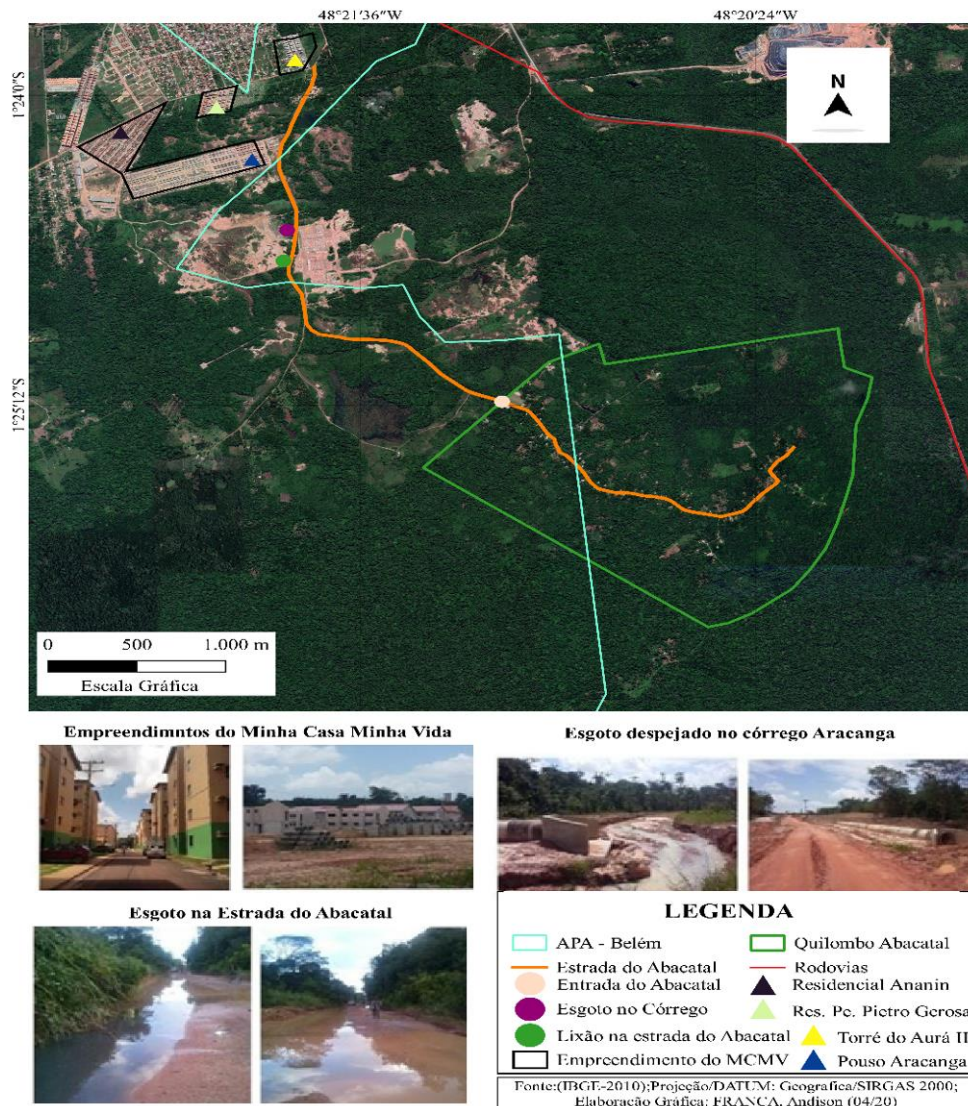 48°21'36"W 48°20'24"W
1°24'0"S
N
1°25'12"S
0 500 1.000 m
Escala Gráfica
Empreendimntos do Minha Casa Minha Vida
Esgoto despejado no córrego Aracanga
Esgoto na Estrada do Abacatal
LEGENDA
APA - Belém
Quilombo Abacatal
Estrada do Abacatal
Rodovias
Entrada do Abacatal
Residencial Ananin
Esgoto no Córrego
Res. Pe. Pietro Gerosa
Lixão na estrada do Abacatal
Torré do Aurá II
Empreendimento do MCMV
Pouso Aracanga
Fonte:(IBGE-2010);Projeção/DATUM: Geografica/SIRGAS 2000;
Elaboração Gráfica: FRANÇA, Andison (04/20)